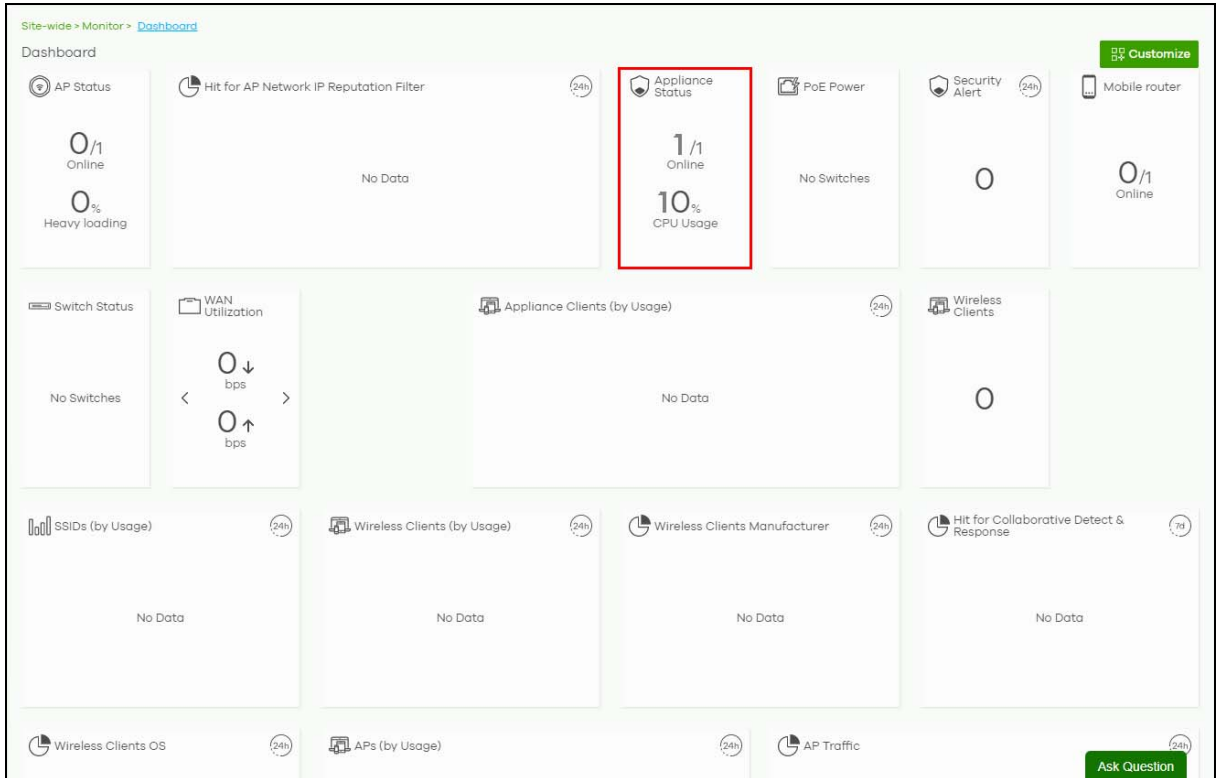 Site-wide > Monitor > Dashboard
Dashboard
Customize
AP Status
0/1
Online
0%
Heavy loading
Hit for AP Network IP Reputation Filter
24h
No Data
Appliance
Status
1/1
Online
10%
CPU Usage
PoE Power
No Switches
Security
Alert
24h
0
Mobile router
0/1
Online
Switch Status
No Switches
WAN
Utilization
0
bps
0
bps
Appliance Clients (by Usage)
24h
No Data
Wireless
Clients
0
SSIDs (by Usage)
24h
No Data
Wireless Clients (by Usage)
24h
No Data
Wireless Clients Manufacturer
24h
No Data
Hit for Collaborative Detect &
Response
7d
No Data
Wireless Clients OS
24h
APs (by Usage)
24h
AP Traffic
24h
Ask Question